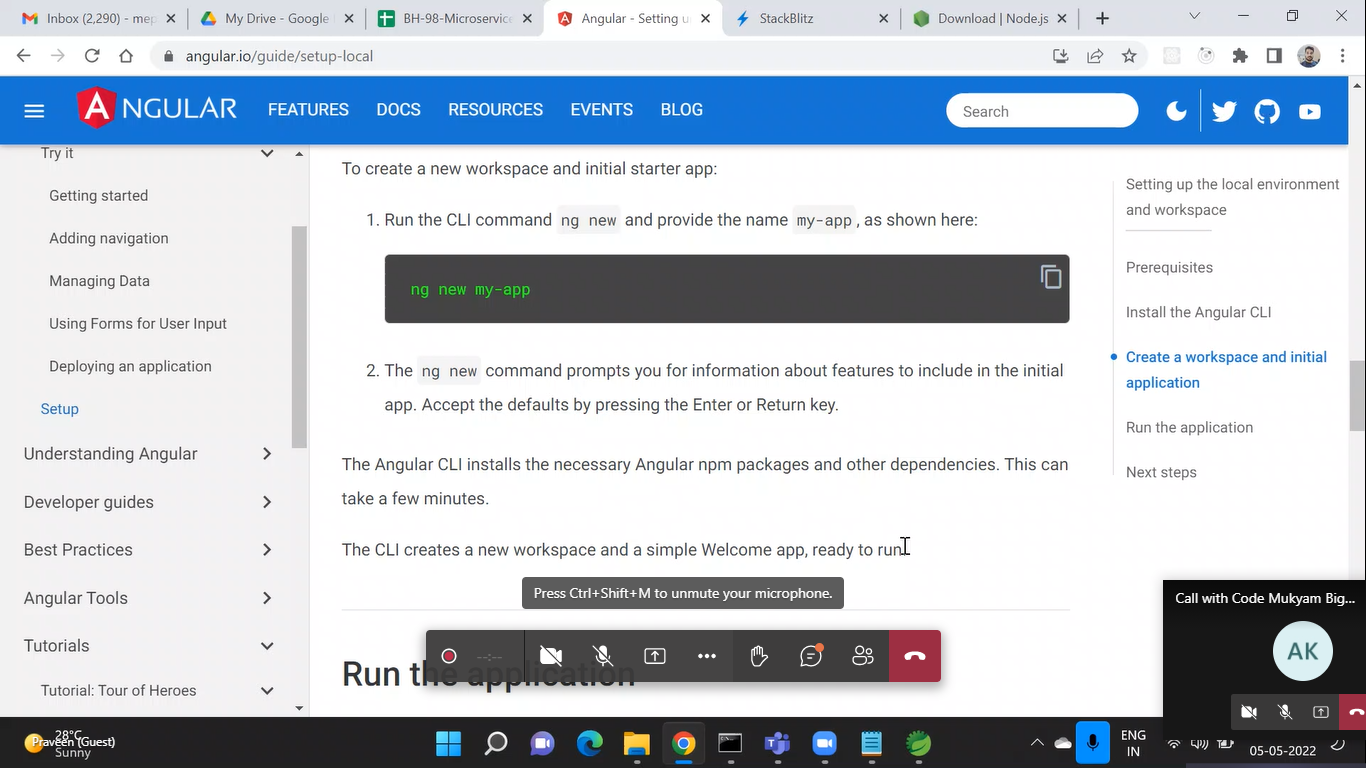 Inbox (2,290) - mep
My Drive - Google
BH-98-Microservice
Angular - Setting u
StackBlitz
Download | Node.js
angular.io/guide/setup-local
ANGULAR
FEATURES
DOCS
RESOURCES
EVENTS
BLOG
Search
Try it
Getting started
Adding navigation
Managing Data
Using Forms for User Input
Deploying an application
Setup
Understanding Angular
Developer guides
Best Practices
Angular Tools
Tutorials
Tutorial: Tour of Heroes
To create a new workspace and initial starter app:
1. Run the CLI command ng new and provide the name my-app, as shown here:
ng new my-app
2. The ng new command prompts you for information about features to include in the initial
app. Accept the defaults by pressing the Enter or Return key.
The Angular CLI installs the necessary Angular npm packages and other dependencies. This can
take a few minutes.
The CLI creates a new workspace and a simple Welcome app, ready to run.
Press Ctrl+Shift+M to unmute your microphone.
--:--
Run the application
Setting up the local environment
and workspace
Prerequisites
Install the Angular CLI
Create a workspace and initial
application
Run the application
Next steps
Call with Code Mukyam Big...
AK
28°C
Sunny
Praveen (Guest)
ENG
IN
05-05-2022